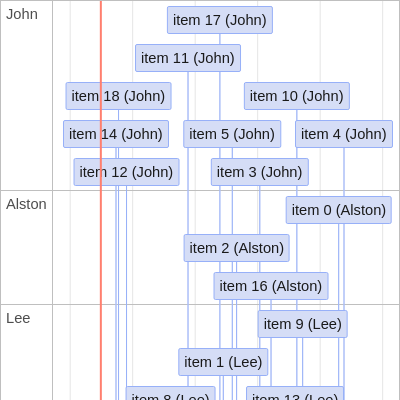 John
item 17 (John)
item 11 (John)
item 18 (John)
item 10 (John)
item 14 (John)
item 5 (John)
item 4 (John)
item 12 (John)
item 3 (John)
Alston
item 0 (Alston)
item 2 (Alston)
item 16 (Alston)
Lee
item 9 (Lee)
item 1 (Lee)
item 8 (Lee)
item 13 (Lee)